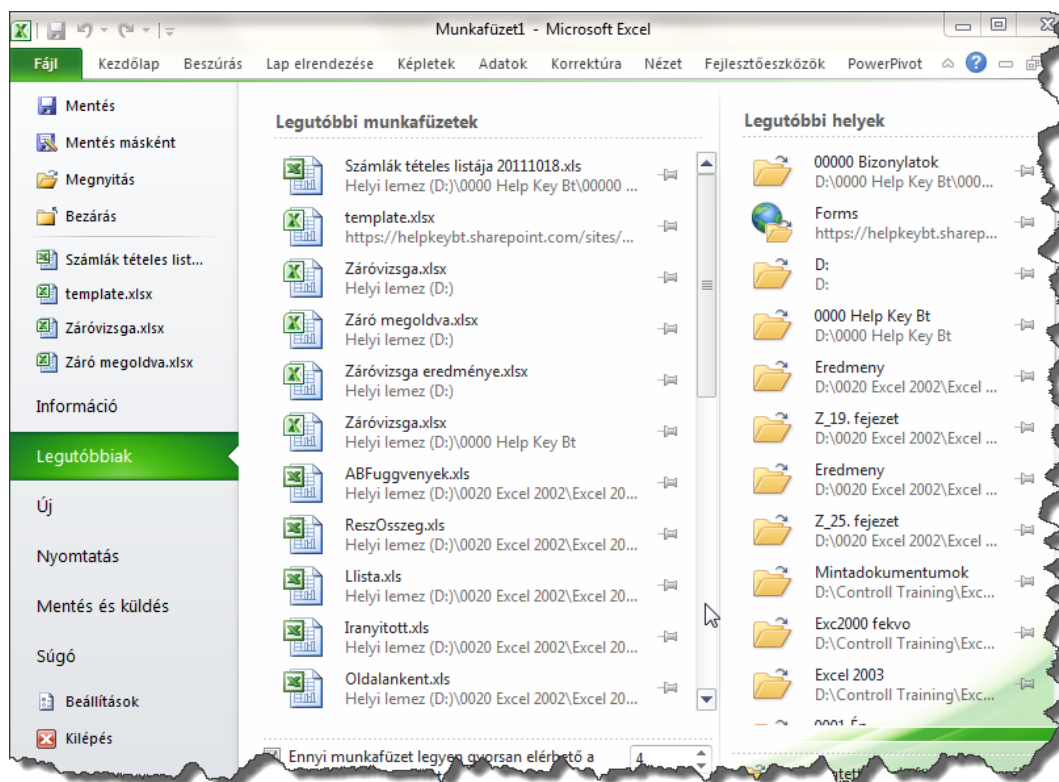 Munkafüzet1 - Microsoft Excel
Fájl Kezdőlap Beszúrás Lap elrendezése Képletek Adatok Korrektúra Nézet Fejlesztőeszközök PowerPivot
Mentés
Mentés másként
Megnyitás
Bezárás
Számlák tételes list...
template.xlsx
Záróvizsga.xlsx
Záró megoldva.xlsx
Információ
Legutóbbiak
Új
Nyomtatás
Mentés és küldés
Súgó
Beállítások
Kilépés
Legutóbbi munkafüzetek
Számlák tételes listája 20111018.xls
Helyi lemez (D:)\0000 Help Key Bt\00000 ...
template.xlsx
https://helpkeybt.sharepoint.com/sites/...
Záróvizsga.xlsx
Helyi lemez (D:)
Záró megoldva.xlsx
Helyi lemez (D:)
Záróvizsga eredménye.xlsx
Helyi lemez (D:)
Záróvizsga.xlsx
Helyi lemez (D:)\0000 Help Key Bt
ABFuggvenyek.xls
Helyi lemez (D:)\0020 Excel 2002\Excel 20...
ReszOsszeg.xls
Helyi lemez (D:)\0020 Excel 2002\Excel 20...
Llista.xls
Helyi lemez (D:)\0020 Excel 2002\Excel 20...
Iranyitott.xls
Helyi lemez (D:)\0020 Excel 2002\Excel 20...
Oldalankent.xls
Helyi lemez (D:)\0020 Excel 2002\Excel 20...
Ennyi munkafüzet legyen gyorsan elérhető a 4
Legutóbbi helyek
00000 Bizonylatok
D:\0000 Help Key Bt\000...
Forms
https://helpkeybt.sharep...
D:
D:
0000 Help Key Bt
D:\0000 Help Key Bt
Eredmeny
D:\0020 Excel 2002\Excel ...
Z_19. fejezet
D:\0020 Excel 2002\Excel ...
Eredmeny
D:\0020 Excel 2002\Excel ...
Z_25. fejezet
D:\0020 Excel 2002\Excel ...
Mintadokumentumok
D:\Controll Training\Exc...
Exc2000 fekvo
D:\Controll Training\Exc...
Excel 2003
D:\Controll Training\Exc...